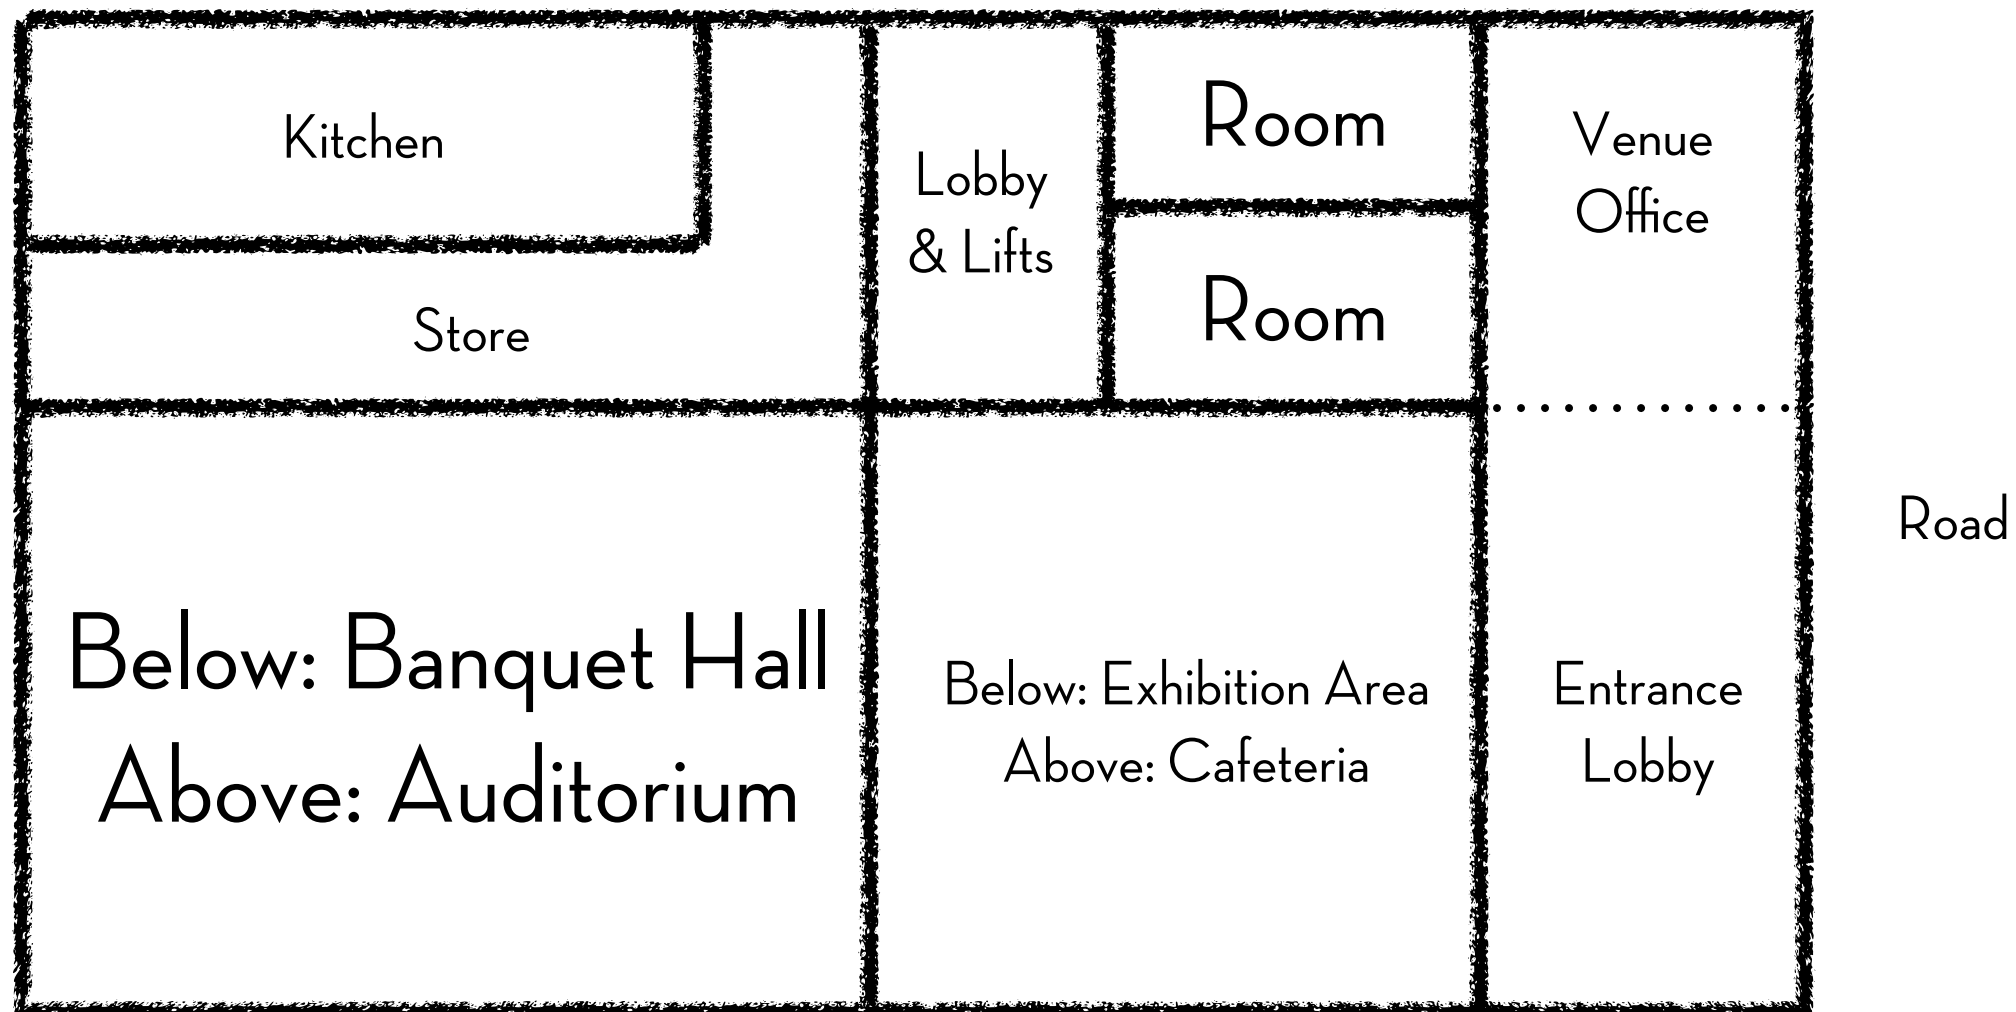 Kitchen
Store
Lobby
& Lifts
Room
Room
Venue
Office
Road
Below: Banquet Hall
Above: Auditorium
Below: Exhibition Area
Above: Cafeteria
Entrance
Lobby